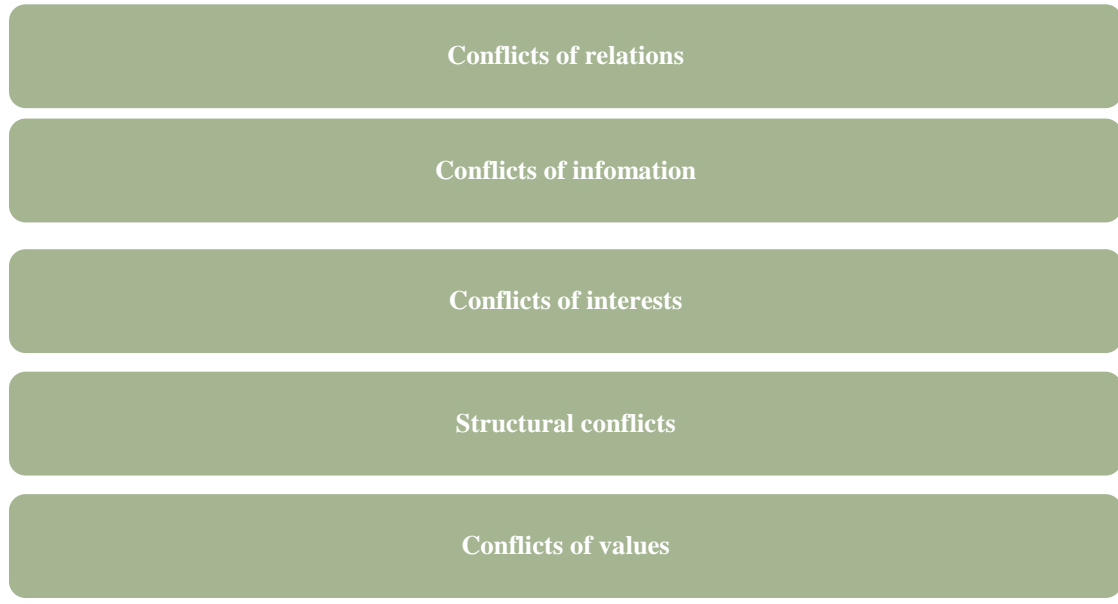 Conflicts of relations
Conflicts of infomation
Conflicts of interests
Structural conflicts
Conflicts of values